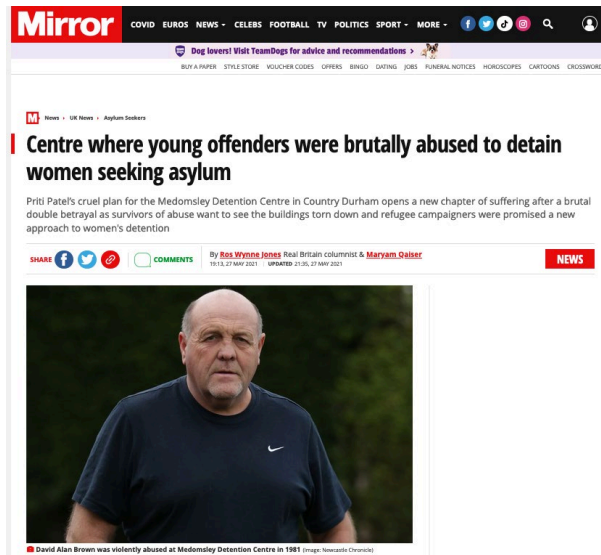 Mirror
COVID EUROS NEWS CELEBS FOOTBALL TV POLITICS SPORT MORE
Dog lovers! Visit TeamDogs for advice and recommendations >
BUY A PAPER STYLE STORE VOUCHER CODES OFFERS BINGO DATING JOBS FUNERAL NOTICES HOROSCOPES CARTOONS CROSSWORD
M News › UK News › Asylum Seekers
Centre where young offenders were brutally abused to detain
women seeking asylum
Priti Patel's cruel plan for the Medomsley Detention Centre in Country Durham opens a new chapter of suffering after a brutal
double betrayal as survivors of abuse want to see the buildings torn down and refugee campaigners were promised a new
approach to women's detention
SHARE COMMENTS
By Ros Wynne Jones Real Britain columnist & Maryam Qaiser
19:13, 27 MAY 2021 UPDATED 21:35, 27 MAY 2021
NEWS
David Alan Brown was violently abused at Medomsley Detention Centre in 1981 (Image: Newcastle Chronicle)